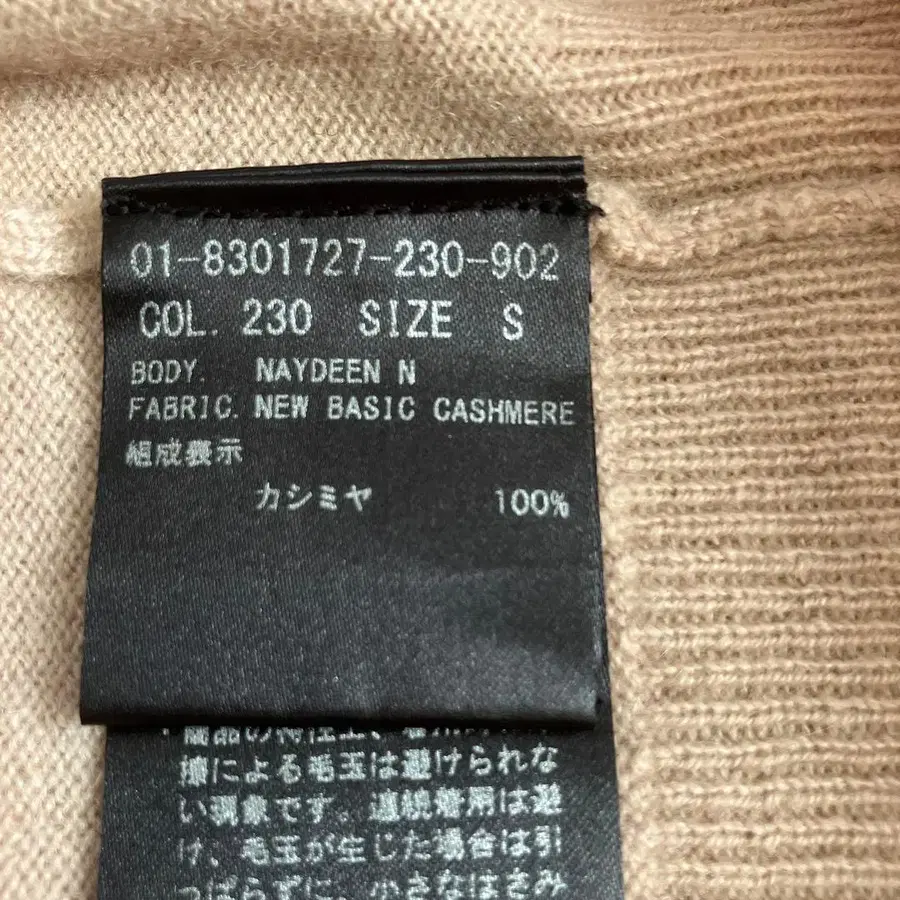 01-8301727-230-902
COL. 230 SIZE S
BODY. NAYDEEN N
FABRIC. NEW BASIC CASHMERE
組成表示
カシミヤ 100%
擦による毛玉は避けられな
い現象です。連続着用は避
け、毛玉が生じた場合は引
っぱらずに、小さなはさみ